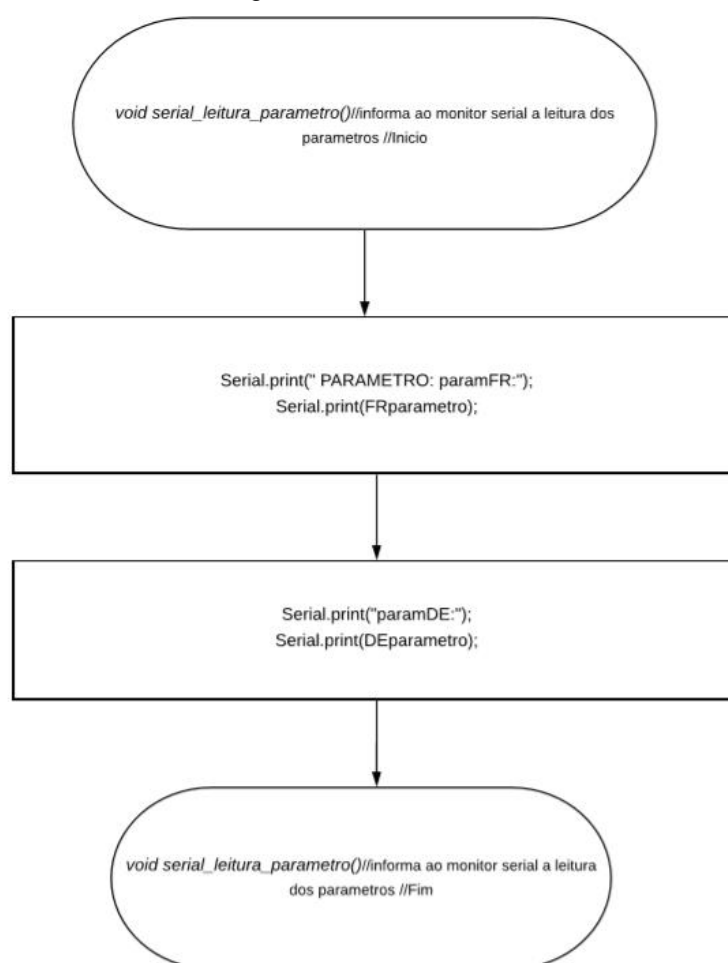 void serial_leitura_parametro()//informa ao monitor serial a leitura dos
parametros //Inicio
Serial.print(" PARAMETRO: paramFR:");
Serial.print(FRparametro);
Serial.print("paramDE:");
Serial.print(DEparametro);
void serial_leitura_parametro()//informa ao monitor serial a leitura
dos parametros //Fim